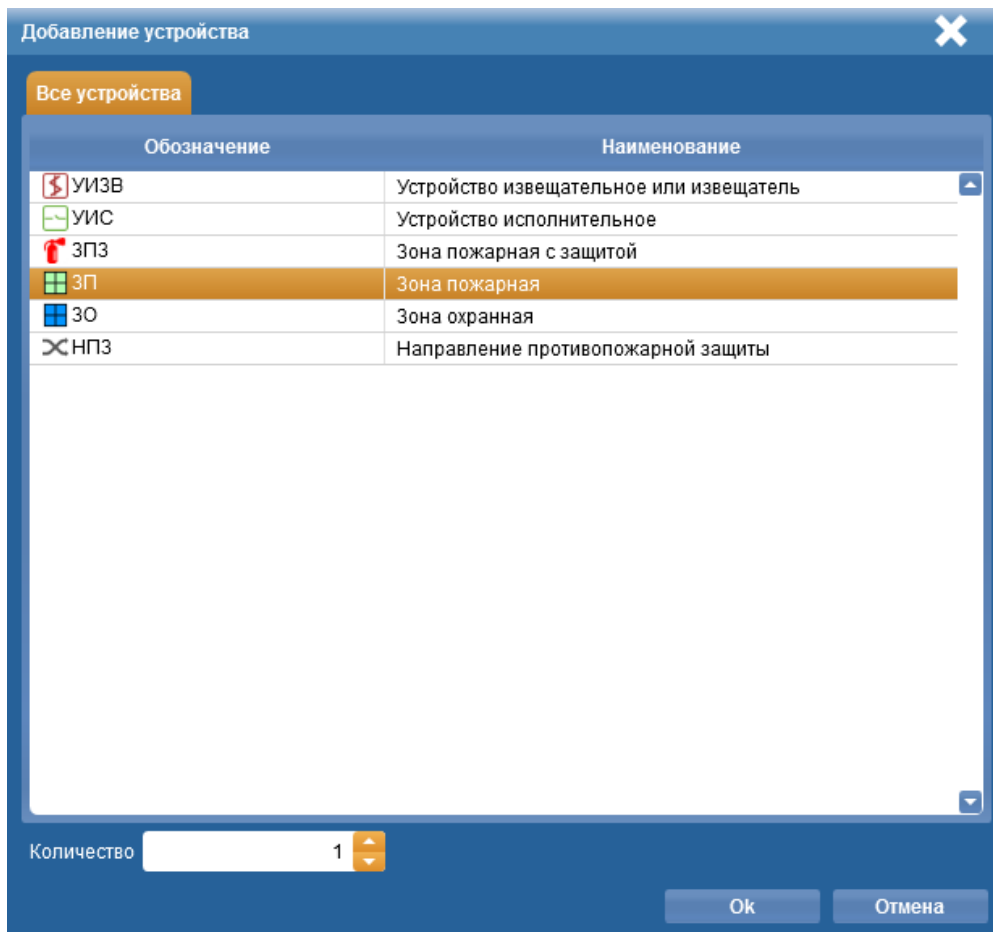 Добавление устройства
Все устройства
Обозначение Наименование
УИЗВ Устройство извещательное или извещатель
УИС Устройство исполнительное
ЗПЗ Зона пожарная с защитой
ЗП Зона пожарная
ЗО Зона охранная
НПЗ Направление противопожарной защиты
Количество 1
Ok Отмена